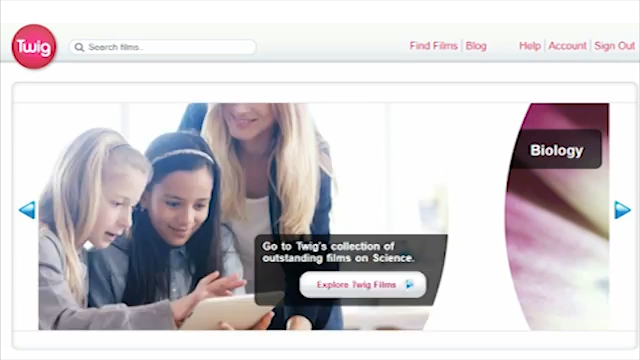 Twig
Search films..
Find Films
Blog
Help
Account
Sign Out
Biology
Go to Twig's collection of
outstanding films on Science.
Explore Twig Films